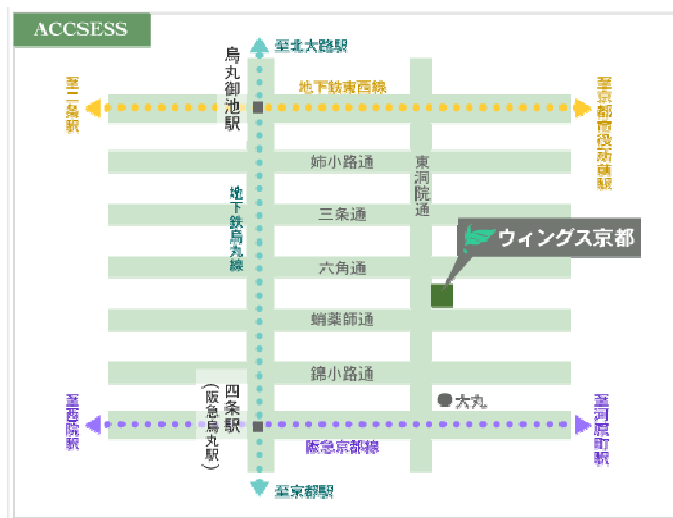 ACCSESS
至北大路駅
烏丸御池駅
地下鉄東西線
至二条駅
至京都市役所前駅
姉小路通
東洞院通
地下鉄烏丸線
三条通
ウィングス京都
六角通
蛸薬師通
錦小路通
四条駅
(阪急烏丸駅)
大丸
至西院駅
至河原町駅
阪急京都線
至京都駅